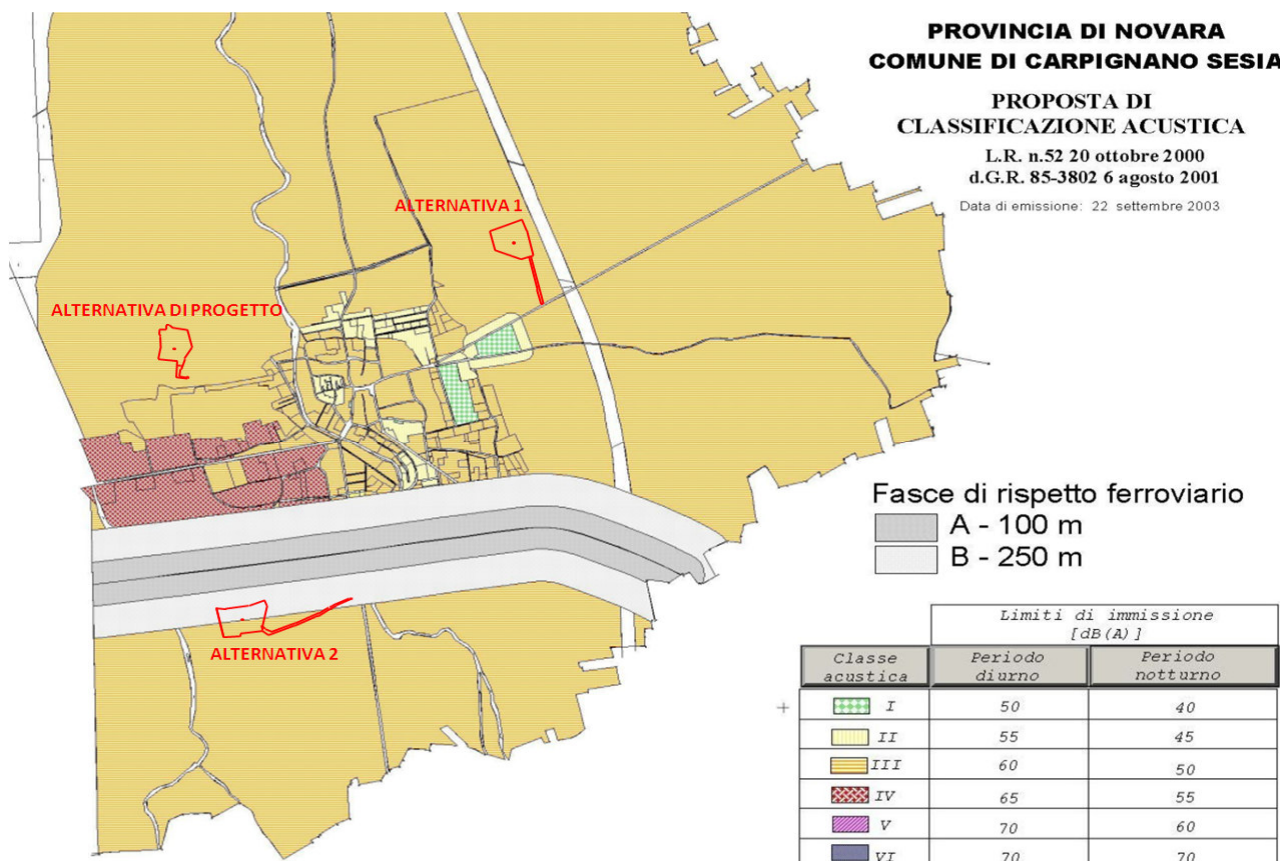 PROVINCIA DI NOVARA
COMUNE DI CARPIGNANO SESIA
PROPOSTA DI
CLASSIFICAZIONE ACUSTICA
L.R. n.52 20 ottobre 2000
d.G.R. 85-3802 6 agosto 2001
Data di emissione: 22 settembre 2003
ALTERNATIVA 1
ALTERNATIVA DI PROGETTO
ALTERNATIVA 2
Fasce di rispetto ferroviario
A - 100 m
B - 250 m
Limiti di immissione
[dB(A)]
Classe acustica Periodo diurno Periodo notturno
I 50 40
II 55 45
III 60 50
IV 65 55
V 70 60
VI 70 70